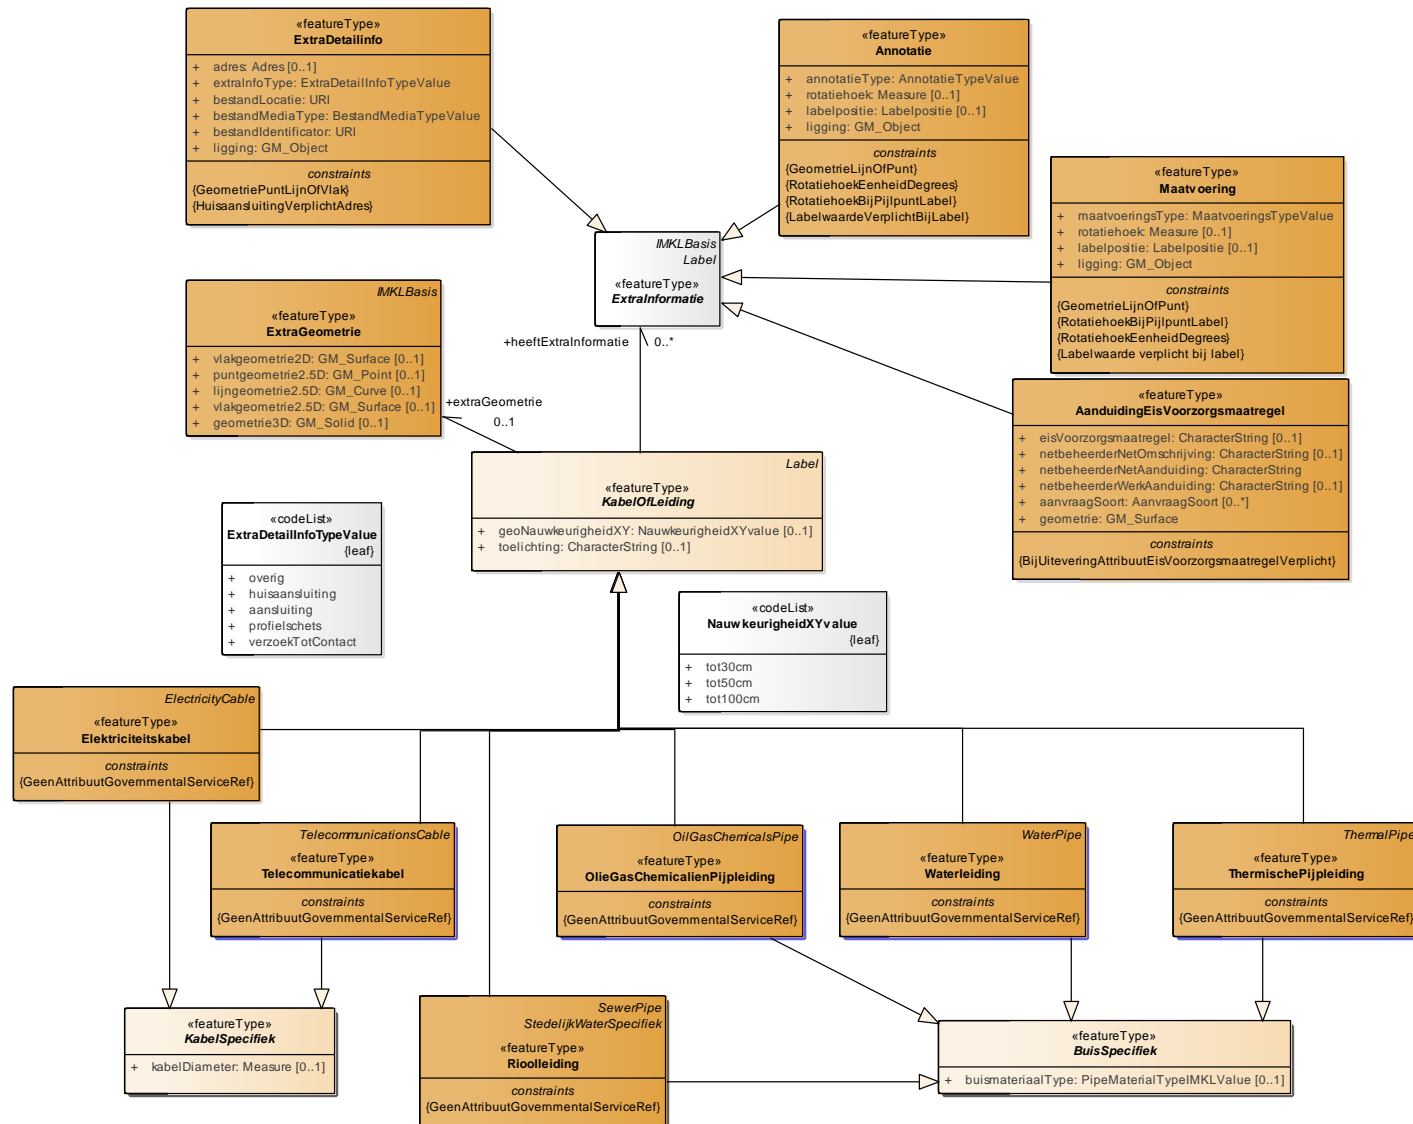 «featureType»
ExtraDetailinfo
+ adres: Adres [0..1]
+ extraInfoType: ExtraDetailInfoTypeValue
+ bestandLocatie: URI
+ bestandMediaType: BestandMediaTypeValue
+ bestandIdentificator: URI
+ ligging: GM_Object
constraints
{GeometriePuntLijnOfVlak}
{HuisaansluitingVerplichtAdres}
«featureType»
Annotatie
+ annotatieType: AnnotatieTypeValue
+ rotatiehoek: Measure [0..1]
+ labelpositie: Labelpositie [0..1]
+ ligging: GM_Object
constraints
{GeometrieLijnOfPunt}
{RotatiehoekEenheidDegrees}
{RotatiehoekBijPijlpuntLabel}
{LabelwaardeVerplichtBijLabel}
«featureType»
Maatvoering
+ maatvoeringsType: MaatvoeringsTypeValue
+ rotatiehoek: Measure [0..1]
+ labelpositie: Labelpositie [0..1]
+ ligging: GM_Object
constraints
{GeometrieLijnOfPunt}
{RotatiehoekBijPijlpuntLabel}
{RotatiehoekEenheidDegrees}
{Labelwaarde verplicht bij label}
IMKLBasis
Label
«featureType»
ExtraInformatie
IMKLBasis
«featureType»
ExtraGeometrie
+ vlakgeometrie2D: GM_Surface [0..1]
+ puntgeometrie2.5D: GM_Point [0..1]
+ lijngeometrie2.5D: GM_Curve [0..1]
+ vlakgeometrie2.5D: GM_Surface [0..1]
+ geometrie3D: GM_Solid [0..1]
+heeftExtraInformatie
0..*
+extraGeometrie
0..1
«featureType»
AanduidingEisVoorzorgsmaatregel
+ eisVoorzorgsmaatregel: CharacterString [0..1]
+ netbeheerderNetOmschrijving: CharacterString [0..1]
+ netbeheerderNetAanduiding: CharacterString
+ netbeheerderWerkAanduiding: CharacterString [0..1]
+ aanvraagSoort: AanvraagSoort [0..*]
+ geometrie: GM_Surface
constraints
{BijUiteveringAttribuutEisVoorzorgsmaatregelVerplicht}
Label
«featureType»
KabelOfLeiding
+ geoNauwkeurigheidXY: NauwkeurigheidXYvalue [0..1]
+ toelichting: CharacterString [0..1]
«codeList»
ExtraDetailInfoTypeValue
{leaf}
+ overig
+ huisaansluiting
+ aansluiting
+ profielschets
+ verzoekTotContact
«codeList»
NauwkeurigheidXYvalue
{leaf}
+ tot30cm
+ tot50cm
+ tot100cm
ElectricityCable
«featureType»
Elektriciteitskabel
constraints
{GeenAttribuutGovernmentalServiceRef}
TelecommunicationsCable
«featureType»
Telecommunicatiekabel
constraints
{GeenAttribuutGovernmentalServiceRef}
OilGasChemicalsPipe
«featureType»
OlieGasChemicalienPijpleiding
constraints
{GeenAttribuutGovernmentalServiceRef}
WaterPipe
«featureType»
Waterleiding
constraints
{GeenAttribuutGovernmentalServiceRef}
ThermalPipe
«featureType»
ThermischePijpleiding
constraints
{GeenAttribuutGovernmentalServiceRef}
«featureType»
KabelSpecifiek
+ kabelDiameter: Measure [0..1]
SewerPipe
StedelijkWaterSpecifiek
«featureType»
Rioolleiding
constraints
{GeenAttribuutGovernmentalServiceRef}
«featureType»
BuisSpecifiek
+ buismateriaalType: PipeMaterialTypeIMKLValue [0..1]